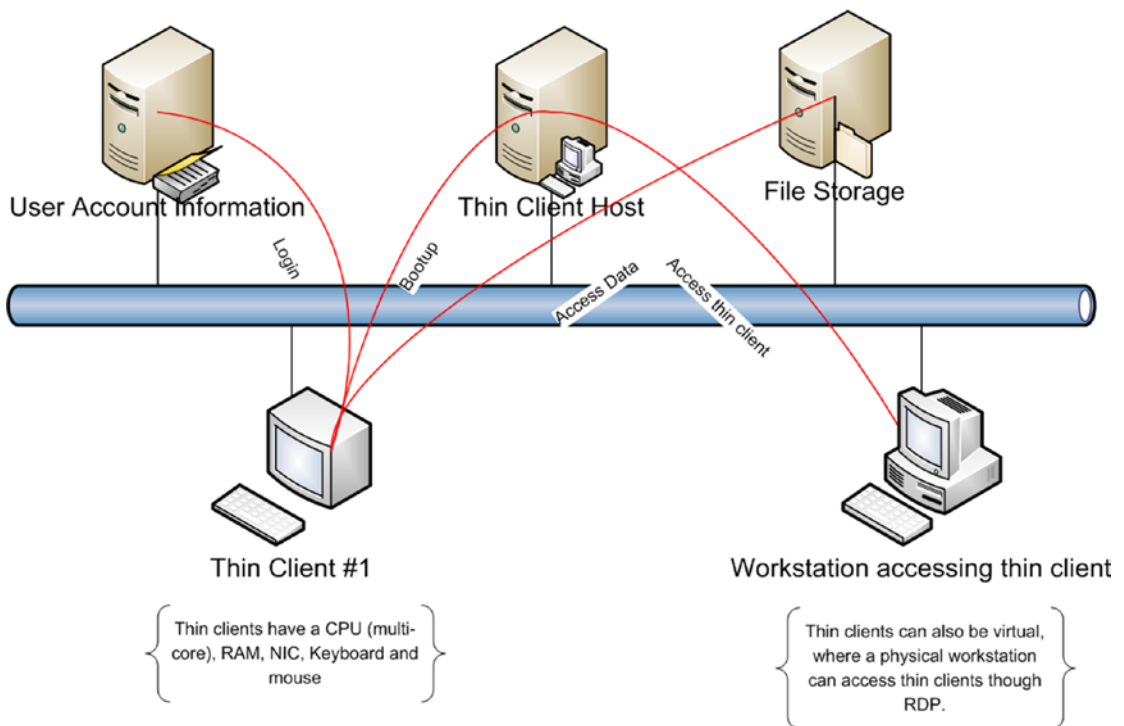 User Account Information
Thin Client Host
File Storage
Login
Bootup
Access Data
Access thin client
Thin Client #1
Workstation accessing thin client
Thin clients have a CPU (multi-
core), RAM, NIC, Keyboard and
mouse
Thin clients can also be virtual,
where a physical workstation
can access thin clients though
RDP.